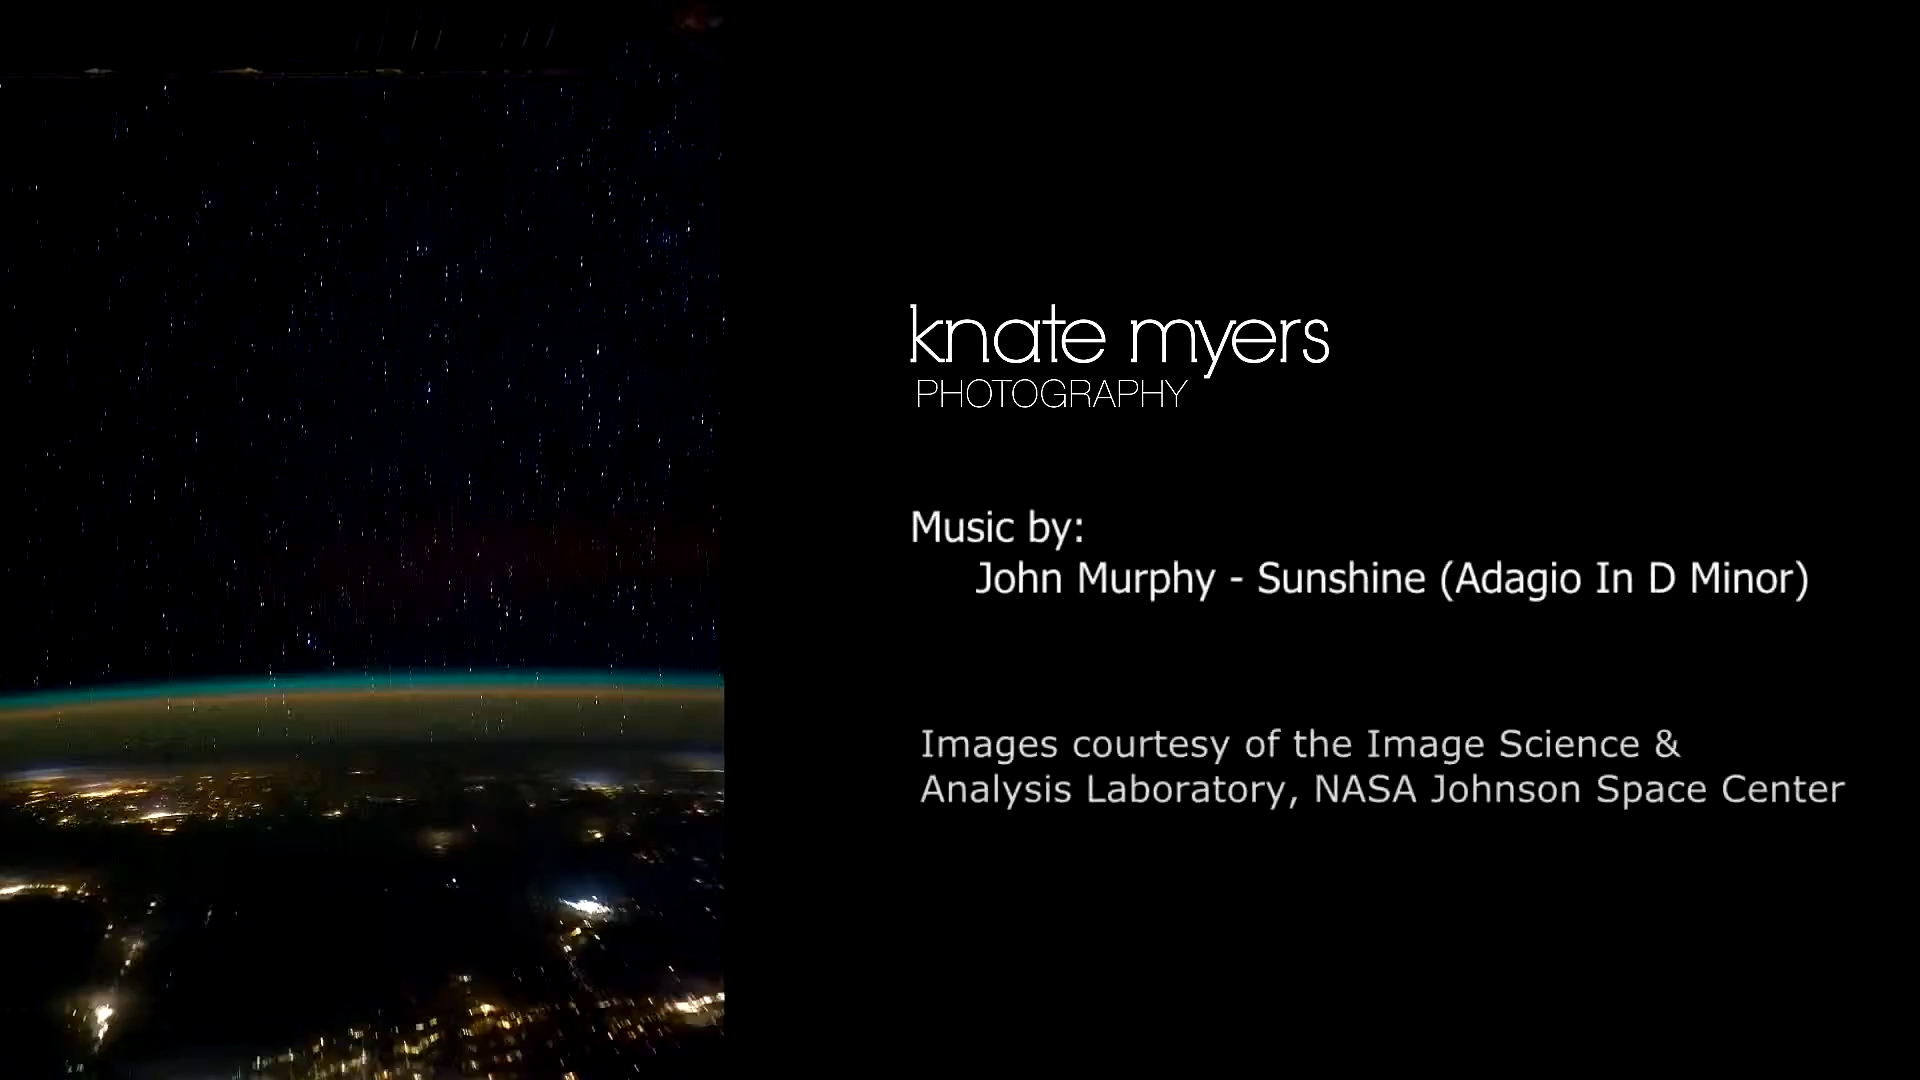 knate myers
PHOTOGRAPHY
Music by:
John Murphy - Sunshine (Adagio In D Minor)
Images courtesy of the Image Science &
Analysis Laboratory, NASA Johnson Space Center